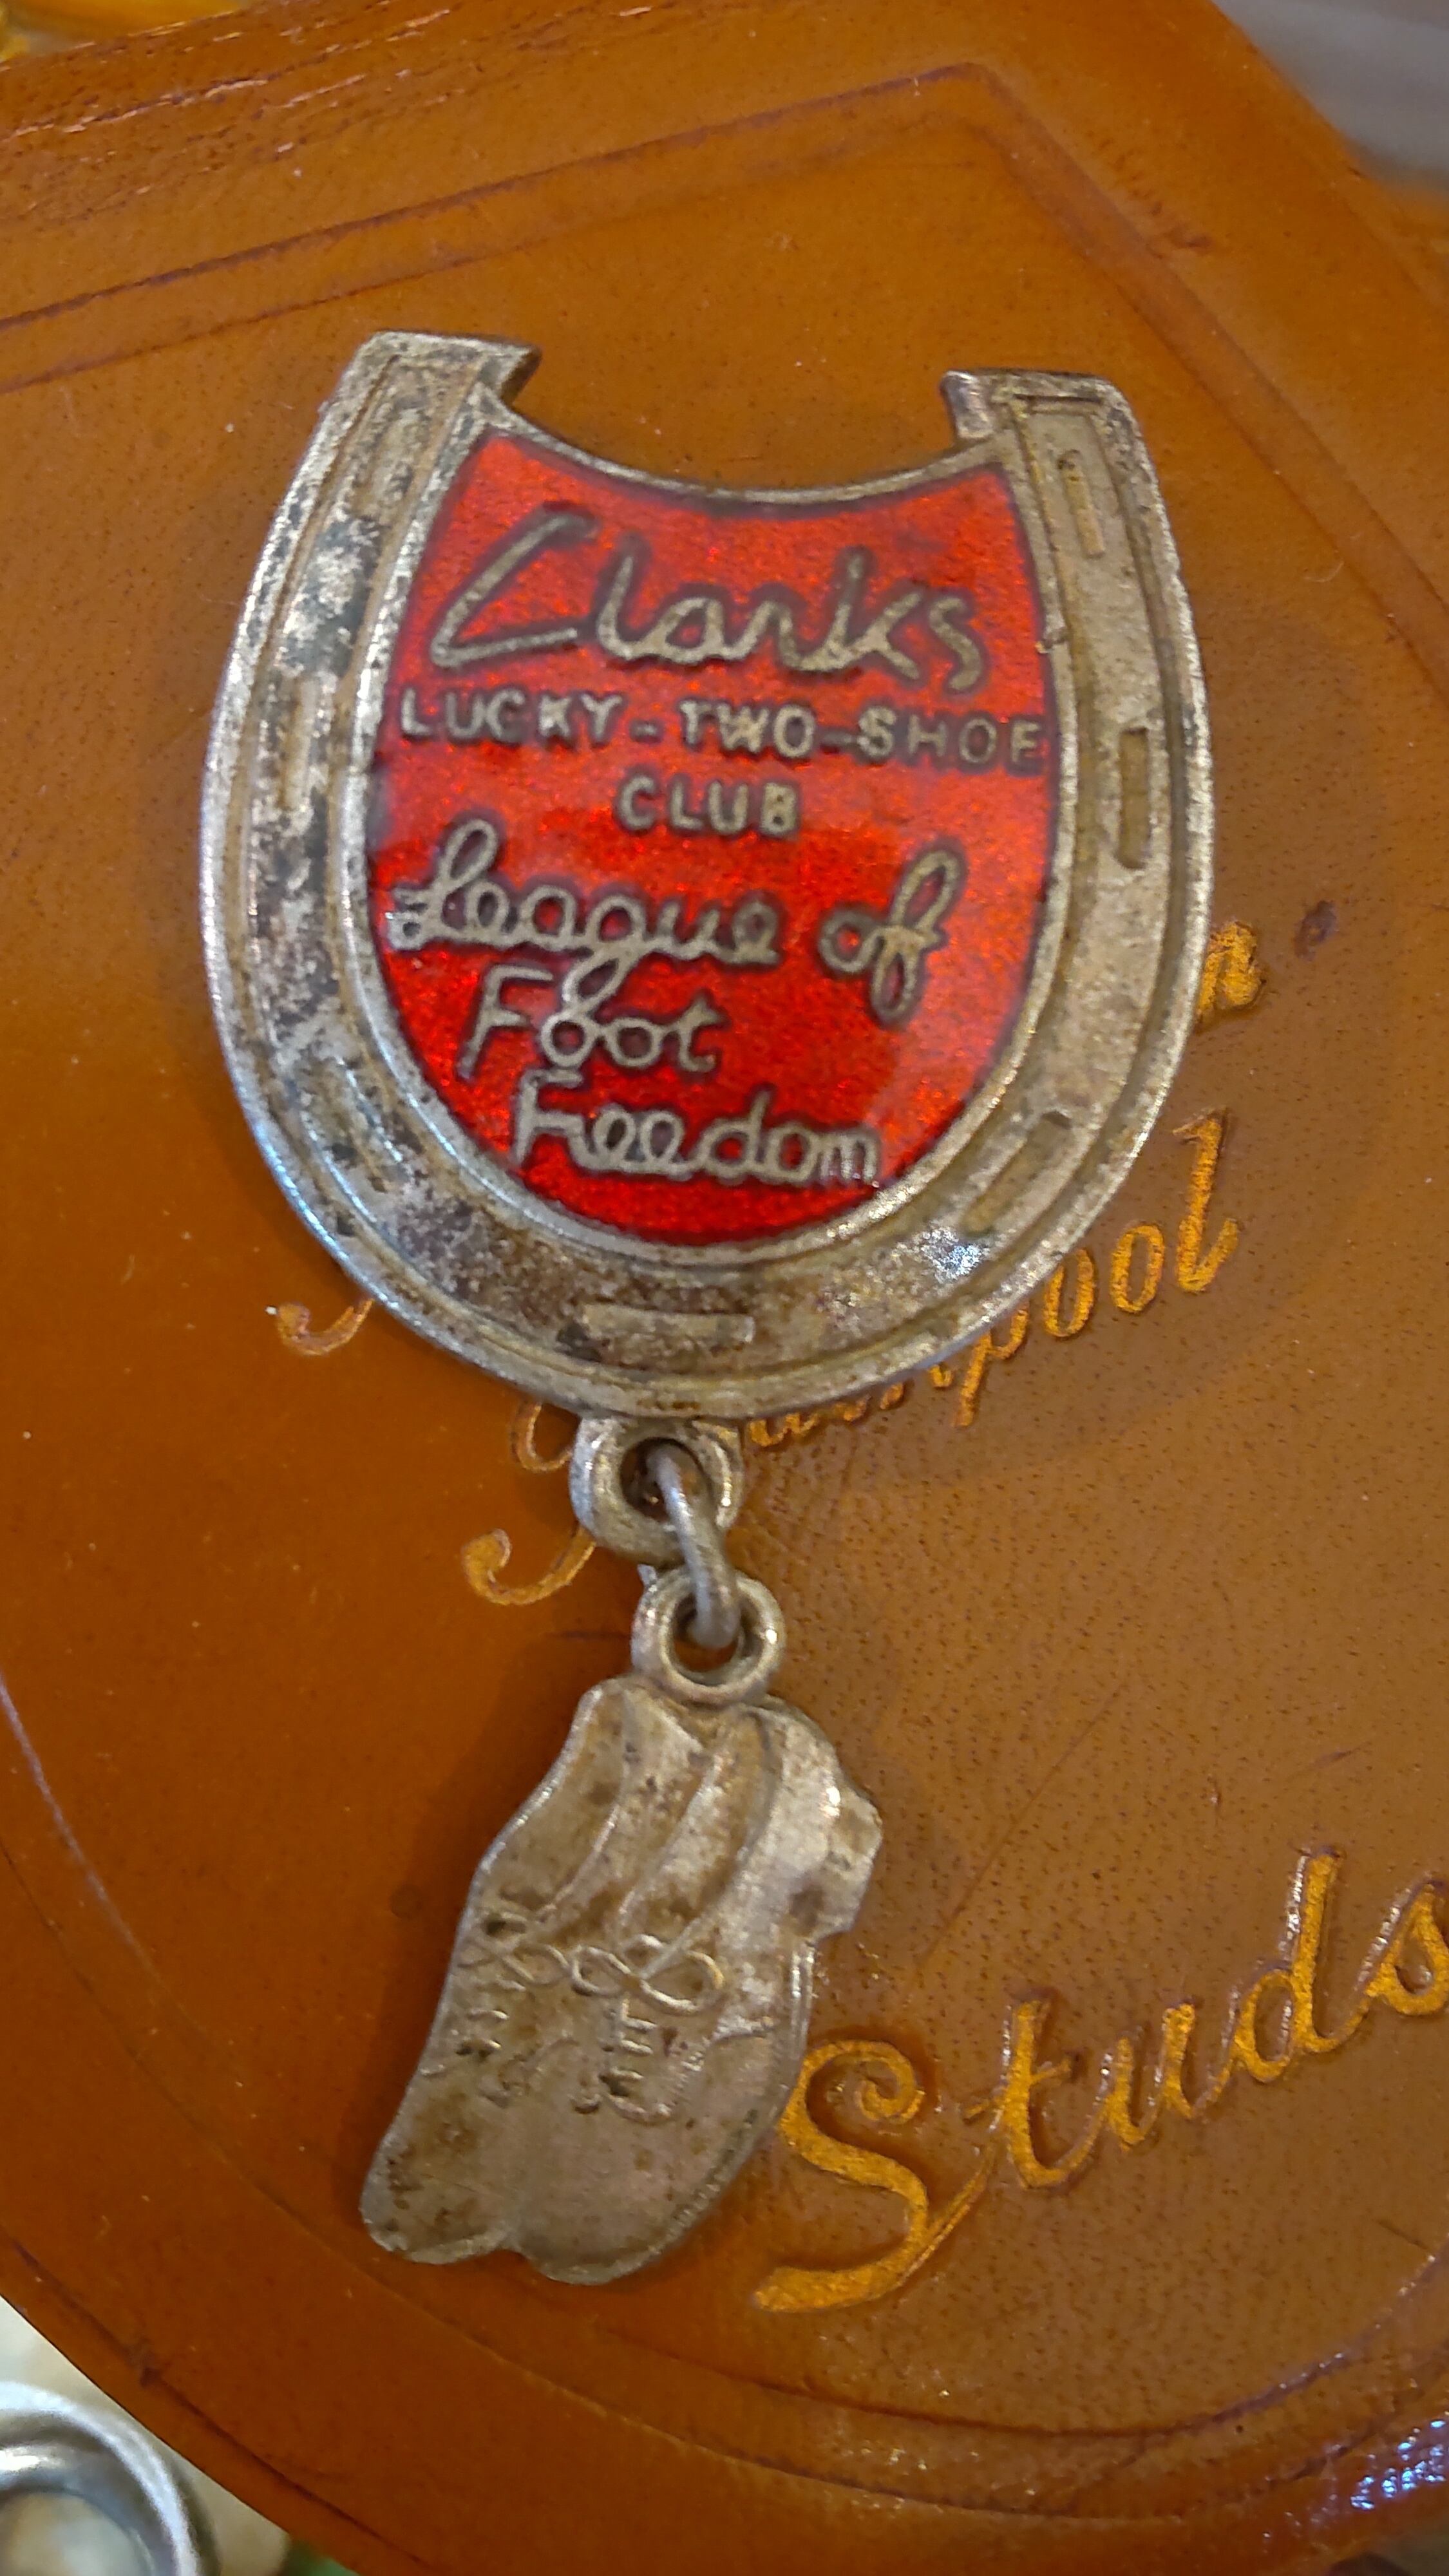 Clarks
LUCKY-TWO-SHOE
CLUB
League of
Foot
Freedom
Studs